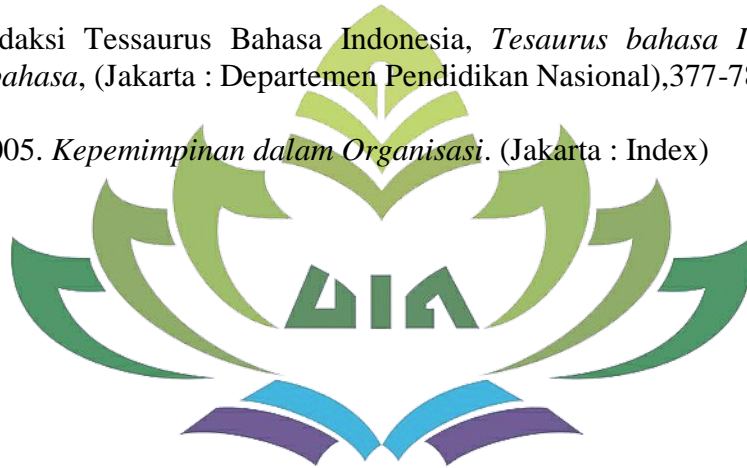 daksi Tessaurus Bahasa Indonesia, Tesaurus bahasa I
bahasa, (Jakarta : Departemen Pendidikan Nasional),377-78
005. Kepemimpinan dalam Organisasi. (Jakarta : Index)
UIN